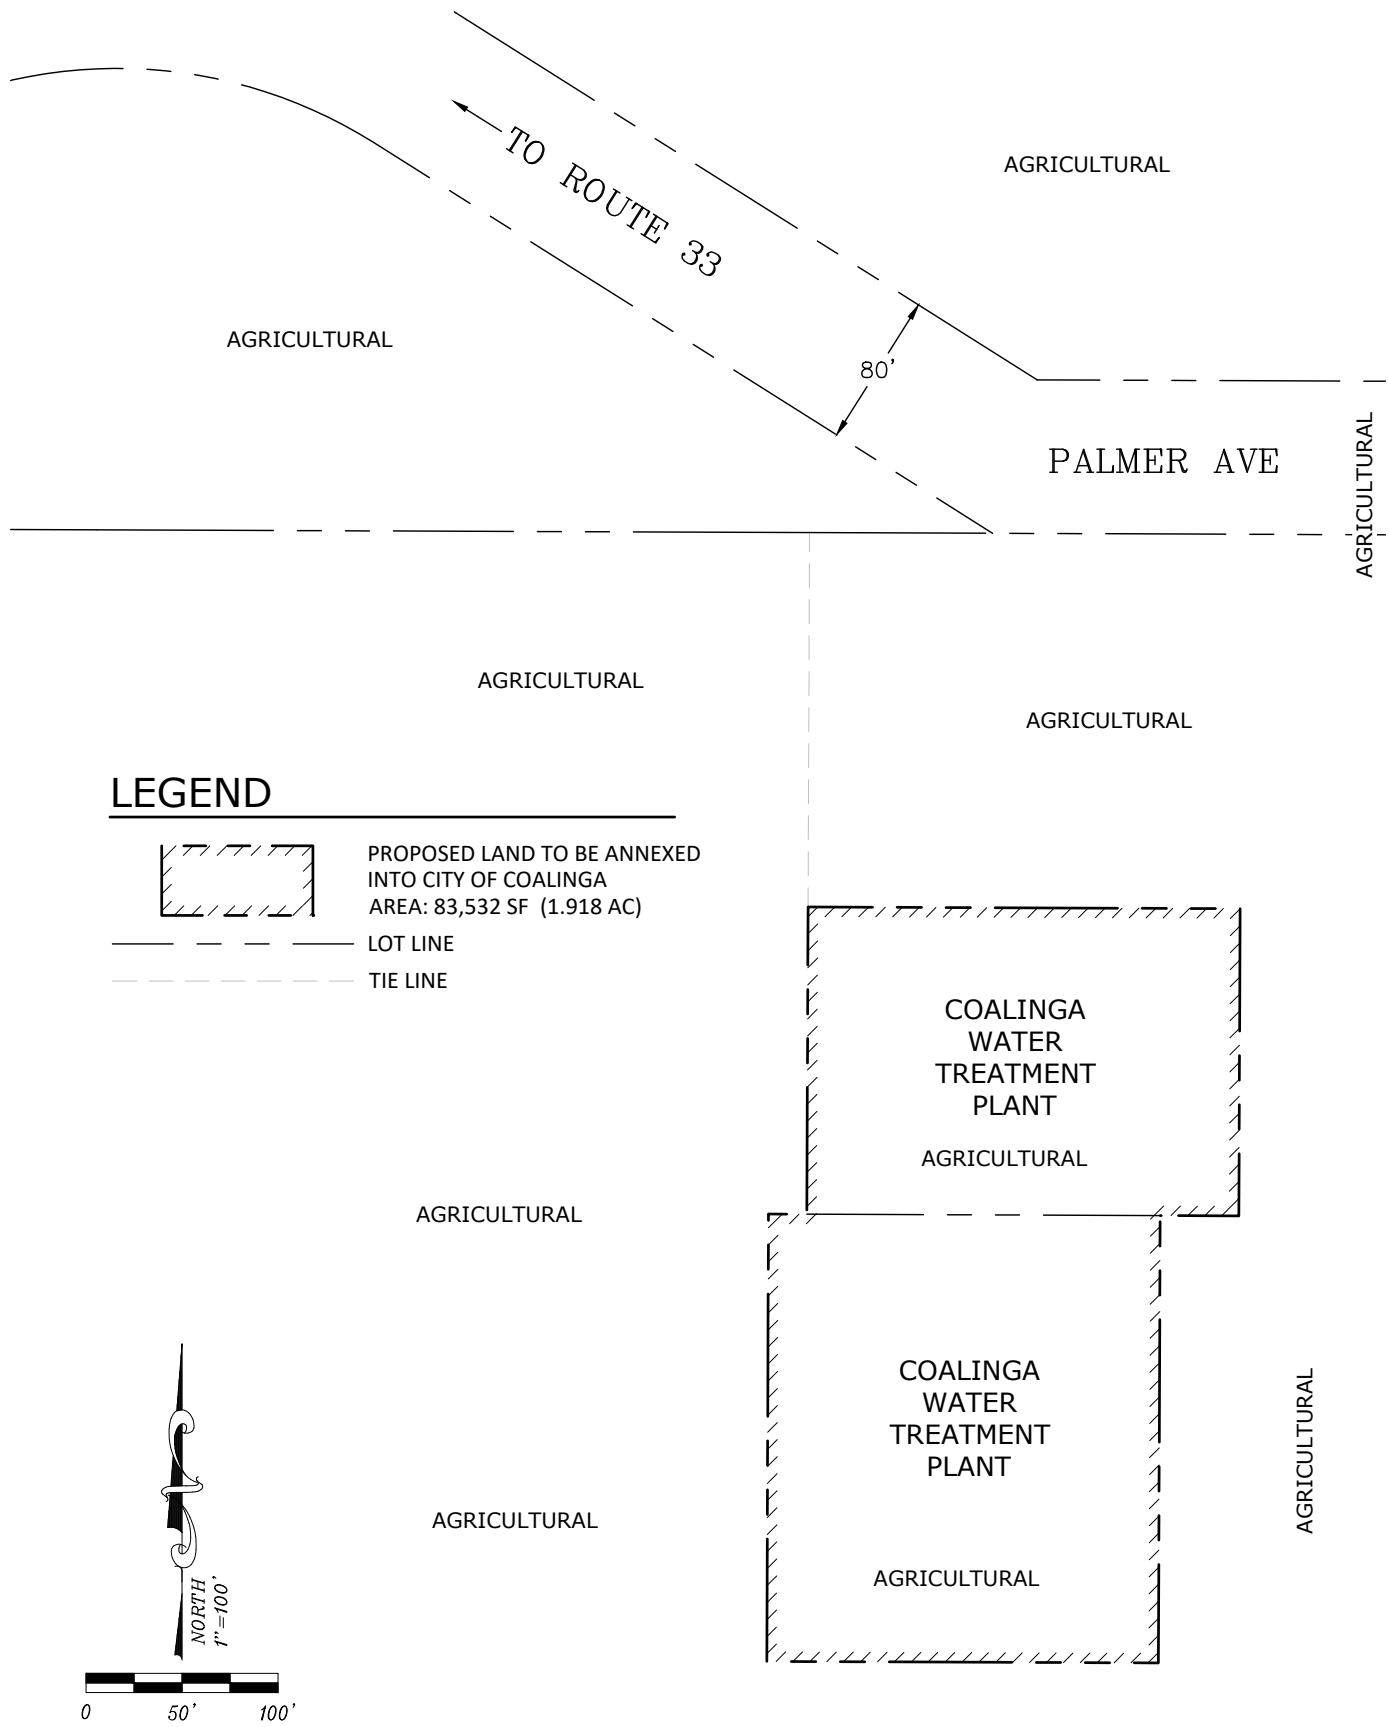 AGRICULTURAL
TO ROUTE 33
AGRICULTURAL
80'
PALMER AVE
AGRICULTURAL
AGRICULTURAL
AGRICULTURAL
LEGEND
PROPOSED LAND TO BE ANNEXED
INTO CITY OF COALINGA
AREA: 83,532 SF (1.918 AC)
LOT LINE
TIE LINE
COALINGA
WATER
TREATMENT
PLANT
AGRICULTURAL
AGRICULTURAL
COALINGA
WATER
TREATMENT
PLANT
AGRICULTURAL
AGRICULTURAL
AGRICULTURAL
NORTH
1"=100'
0 50' 100'